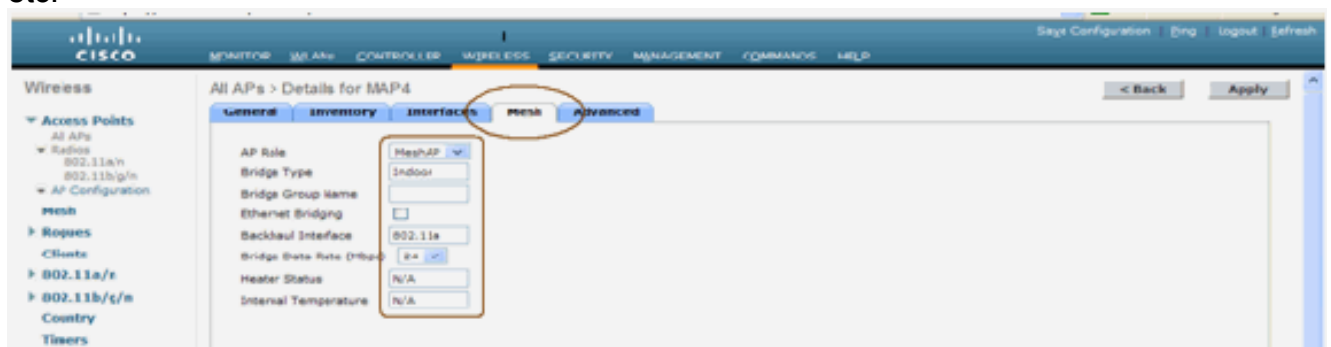 Save Configuration Ping Logout Refresh
CISCO
MONITOR WLANs CONTROLLER WIRELESS SECURITY MANAGEMENT COMMANDS HELP
Wireless
All APs > Details for MAP4
< Back Apply
General Inventory Interfaces Mesh Advanced
Access Points
All APs
Radios
802.11a/n
802.11b/g/n
AP Configuration
Mesh
Rogues
Clients
802.11a/n
802.11b/g/n
Country
Timers
AP Role MeshAP
Bridge Type Indoor
Bridge Group Name
Ethernet Bridging
Backhaul Interface 802.11a
Bridge Data Rate (Mbps) 24
Heater Status N/A
Internal Temperature N/A